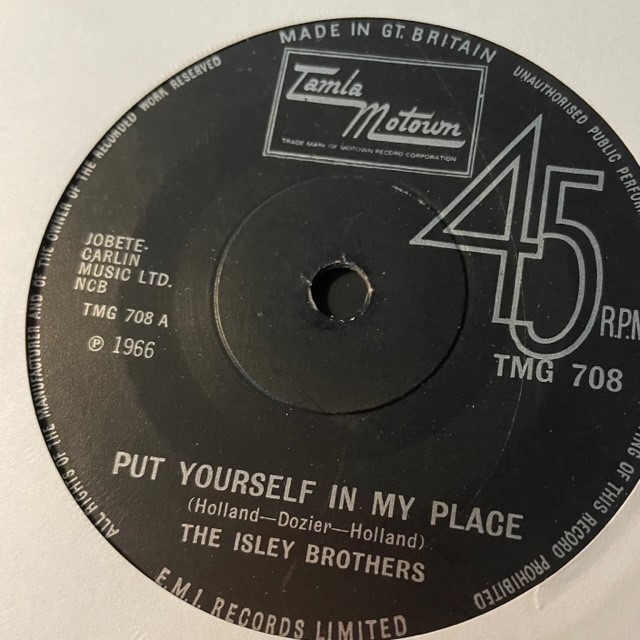 MADE IN GT. BRITAIN
UNAUTHORISED PUBLIC
Tamla
Motown
TRADE MARK OF MOTOWN RECORD CORPORATION
45
R.P.M
TMG 708
JOBETE-
CARLIN
MUSIC LTD.
NCB
TMG 708 A
℗ 1966
PUT YOURSELF IN MY PLACE
(Holland—Dozier—Holland)
THE ISLEY BROTHERS
E.M.I. RECORDS LIMITED
ALL RIGHTS OF THE MANUFACTURER AND OF THE OWNER OF THE RECORDED WORK RESERVED
OF THIS RECORD PROHIBITED